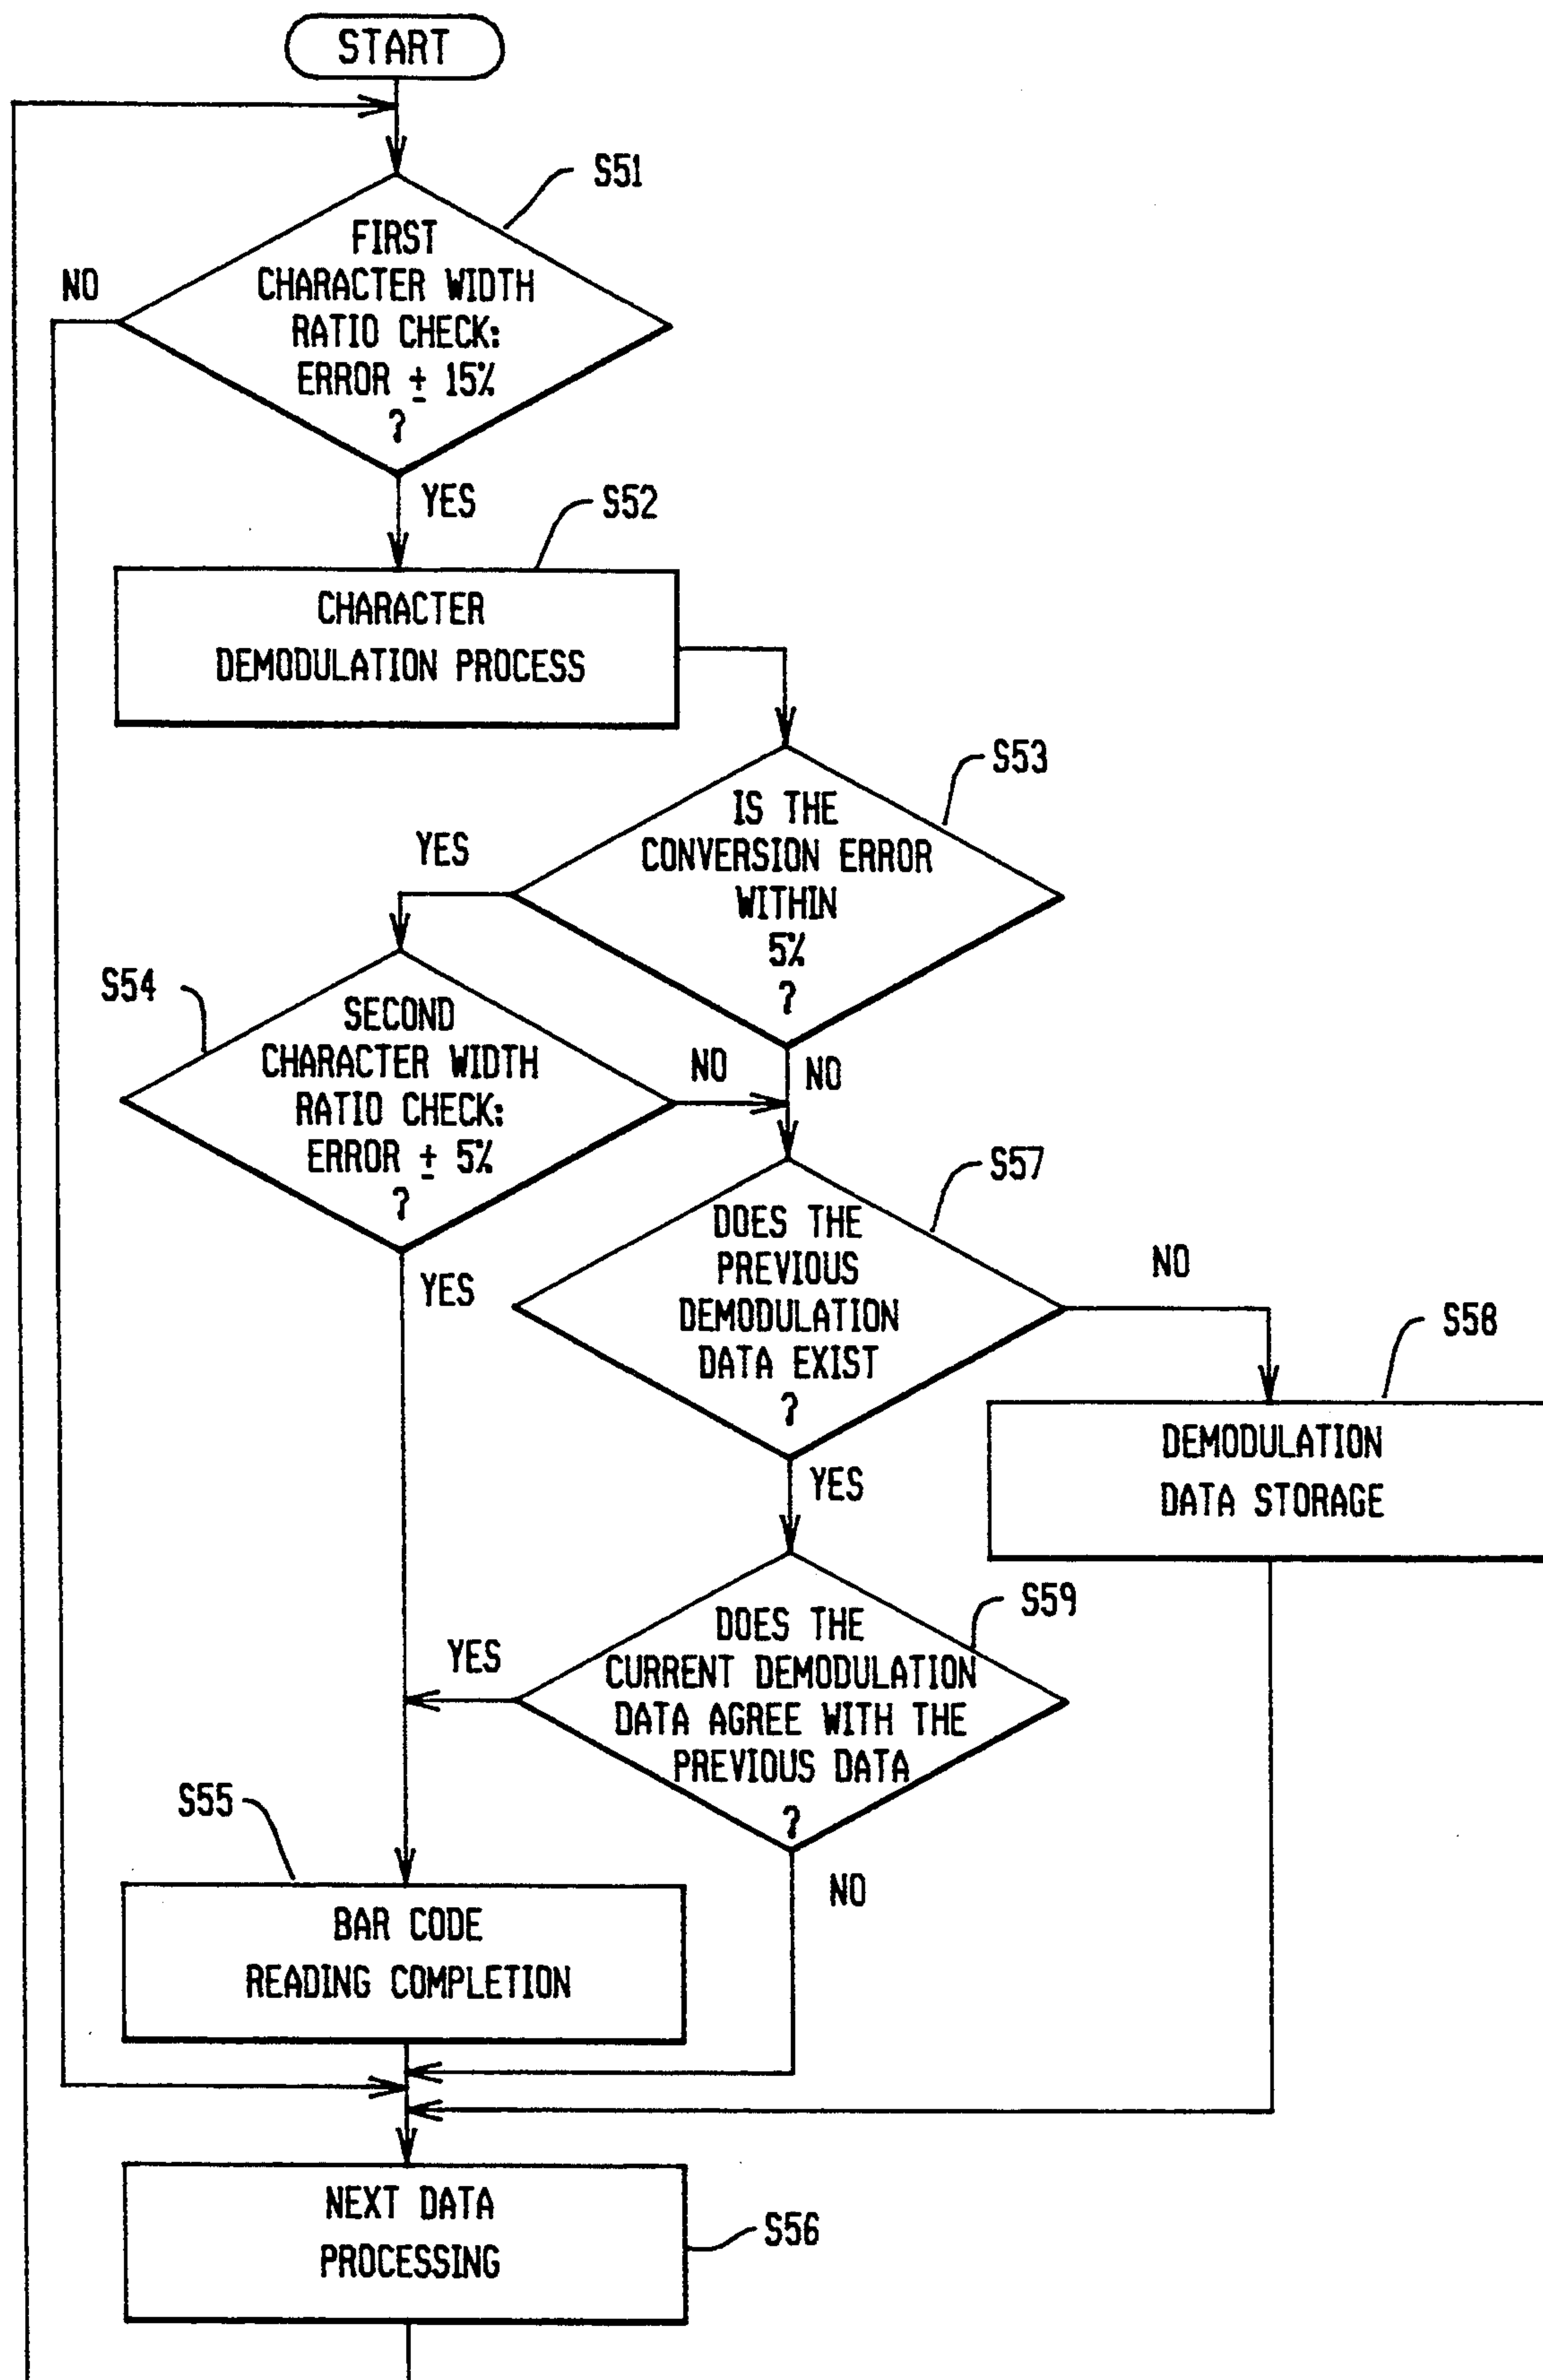 START
S51
FIRST
CHARACTER WIDTH
RATIO CHECK:
ERROR ± 15%
?
NO
YES
S52
CHARACTER
DEMODULATION PROCESS
S53
IS THE
CONVERSION ERROR
WITHIN
5%
?
YES
NO
S54
SECOND
CHARACTER WIDTH
RATIO CHECK:
ERROR ± 5%
?
NO
YES
S57
DOES THE
PREVIOUS
DEMODULATION
DATA EXIST
?
NO
YES
S58
DEMODULATION
DATA STORAGE
S59
DOES THE
CURRENT DEMODULATION
DATA AGREE WITH THE
PREVIOUS DATA
?
YES
NO
S55
BAR CODE
READING COMPLETION
NEXT DATA
PROCESSING
S56